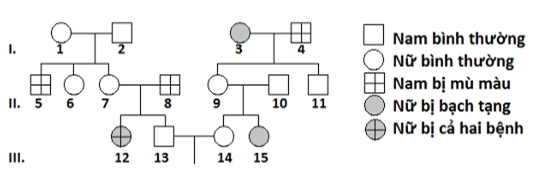 I.
1 2 3 4
Nam bình thường
Nữ bình thường
Nam bị mù màu
II. 5 6 7 8 9 10 11
Nữ bị bạch tạng
Nữ bị cả hai bệnh
III. 12 13 14 15